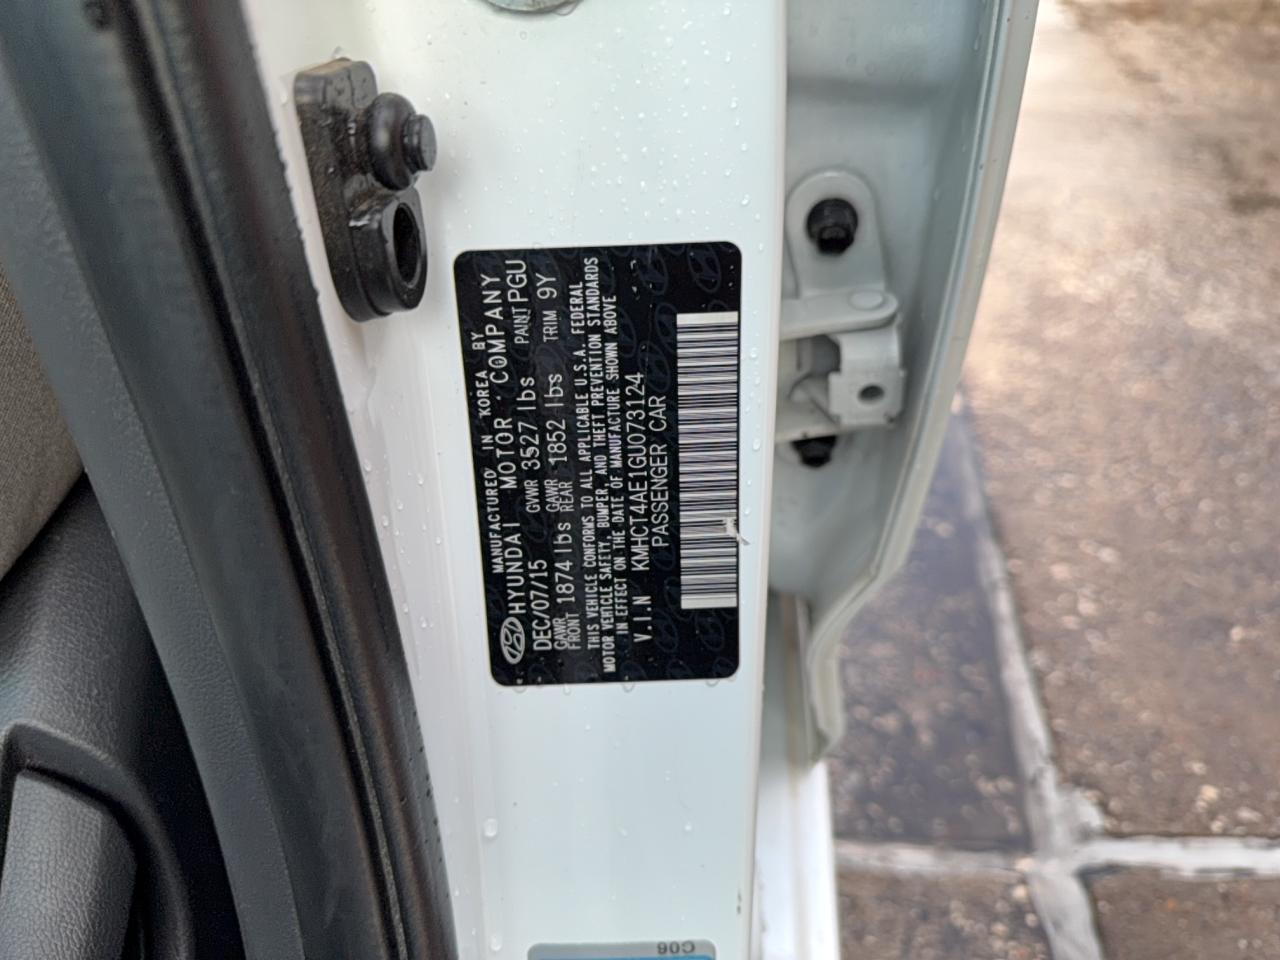 MANUFACTURED IN KOREA BY
HYUNDAI MOTOR COMPANY
DEC/07/15 GVWR 3527 lbs PAINT PGU
GAWR FRONT 1874 lbs GAWR REAR 1852 lbs TRIM 9Y
THIS VEHICLE CONFORMS TO ALL APPLICABLE U.S.A. FEDERAL
MOTOR VEHICLE SAFETY, BUMPER, AND THEFT PREVENTION STANDARDS
IN EFFECT ON THE DATE OF MANUFACTURE SHOWN ABOVE
V.I.N KMHCT4AE1GU073124
PASSENGER CAR
C06